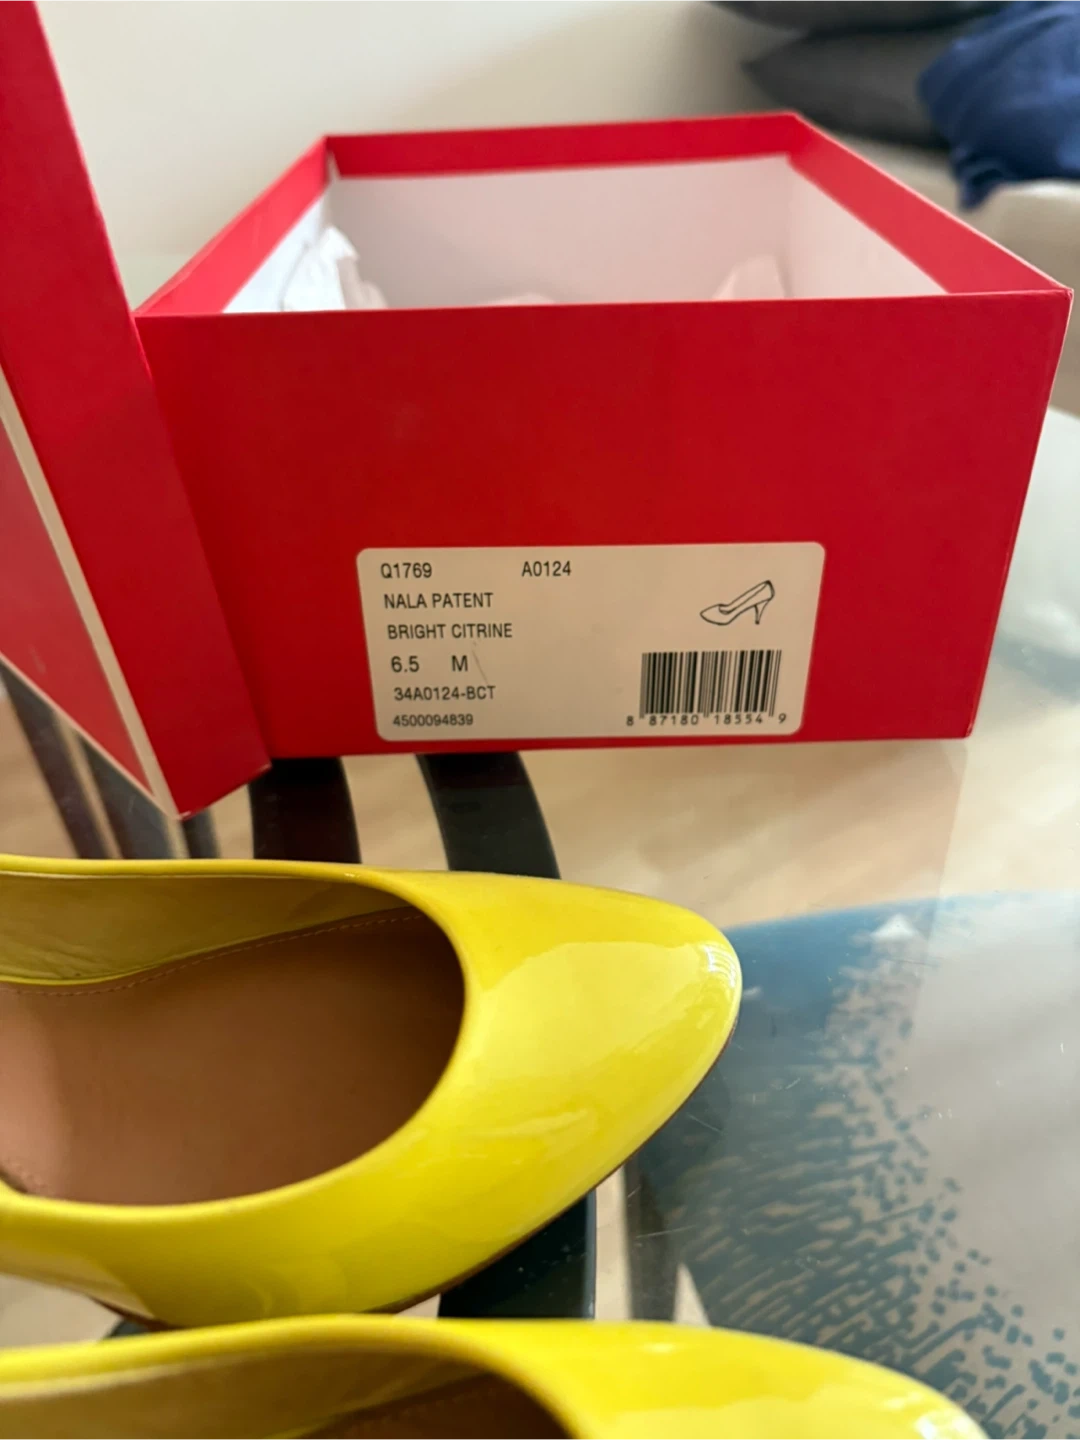 Q1769 A0124
NALA PATENT
BRIGHT CITRINE
6.5 M
34A0124-BCT
4500094839
8 87180 18554 9